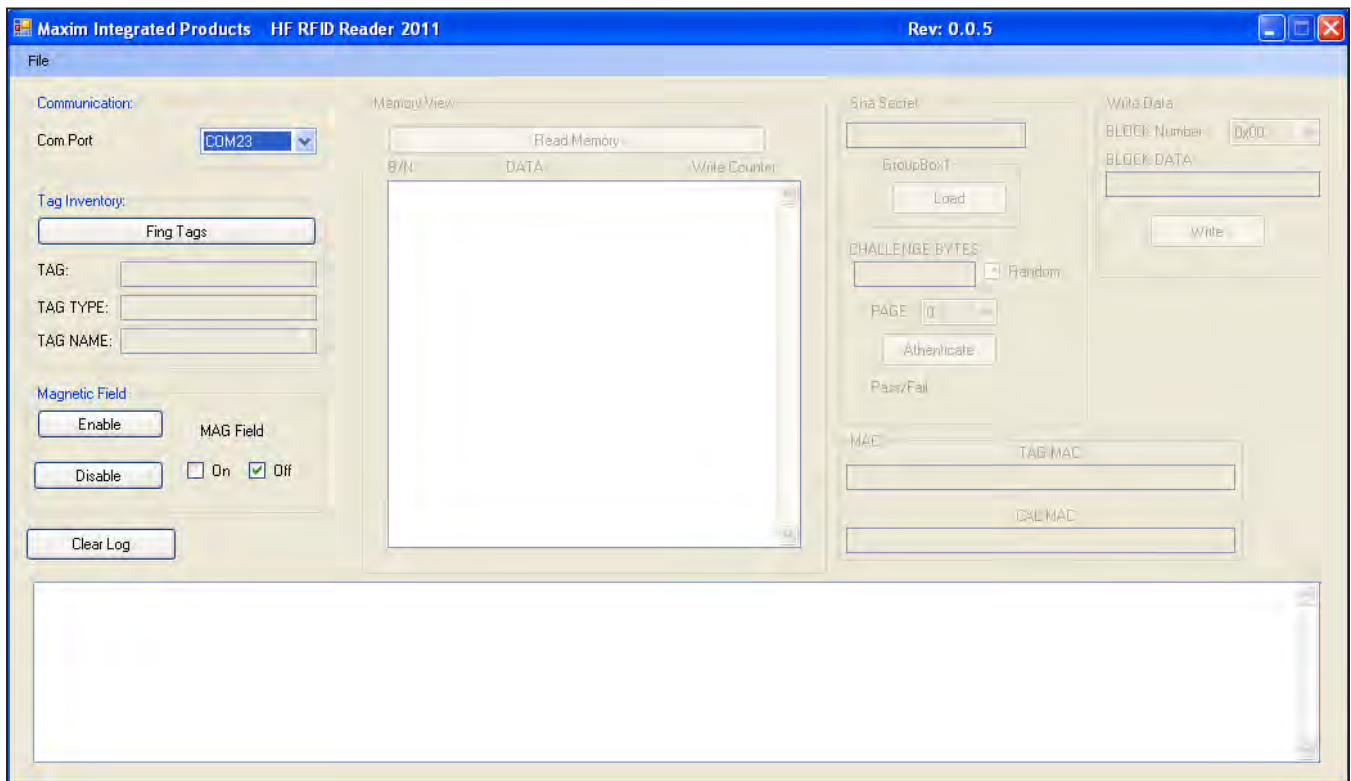 Maxim Integrated Products HF RFID Reader 2011 Rev: 0.0.5
File
Communication:
Com Port COM23
Tag Inventory:
Fing Tags
TAG:
TAG TYPE:
TAG NAME:
Magnetic Field
Enable
MAG Field
Disable
On Off
Clear Log
Memory View
Read Memory
B/N DATA Write Counter
Sha Secret
GroupBox1
Load
CHALLENGE BYTES
Random
PAGE 0
Athenticate
Pass/Fail
Write Data
BLOCK Number 0x00
BLOCK DATA
Write
MAC
TAG MAC
CAL MAC